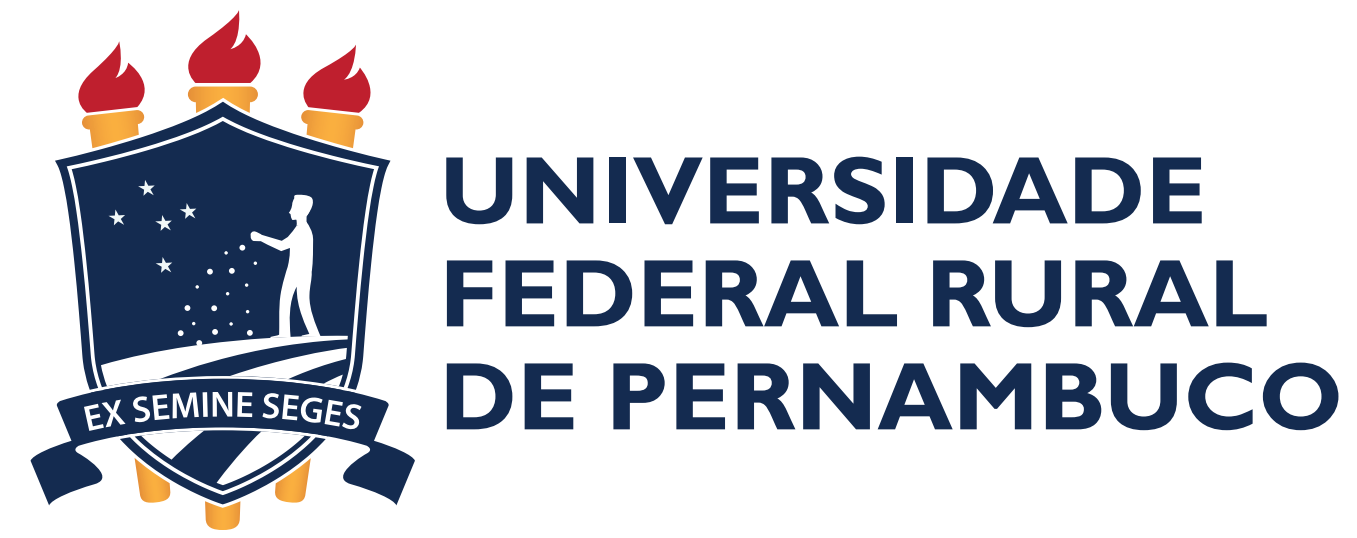 EX SEMINE SEGES
UNIVERSIDADE
FEDERAL RURAL
DE PERNAMBUCO